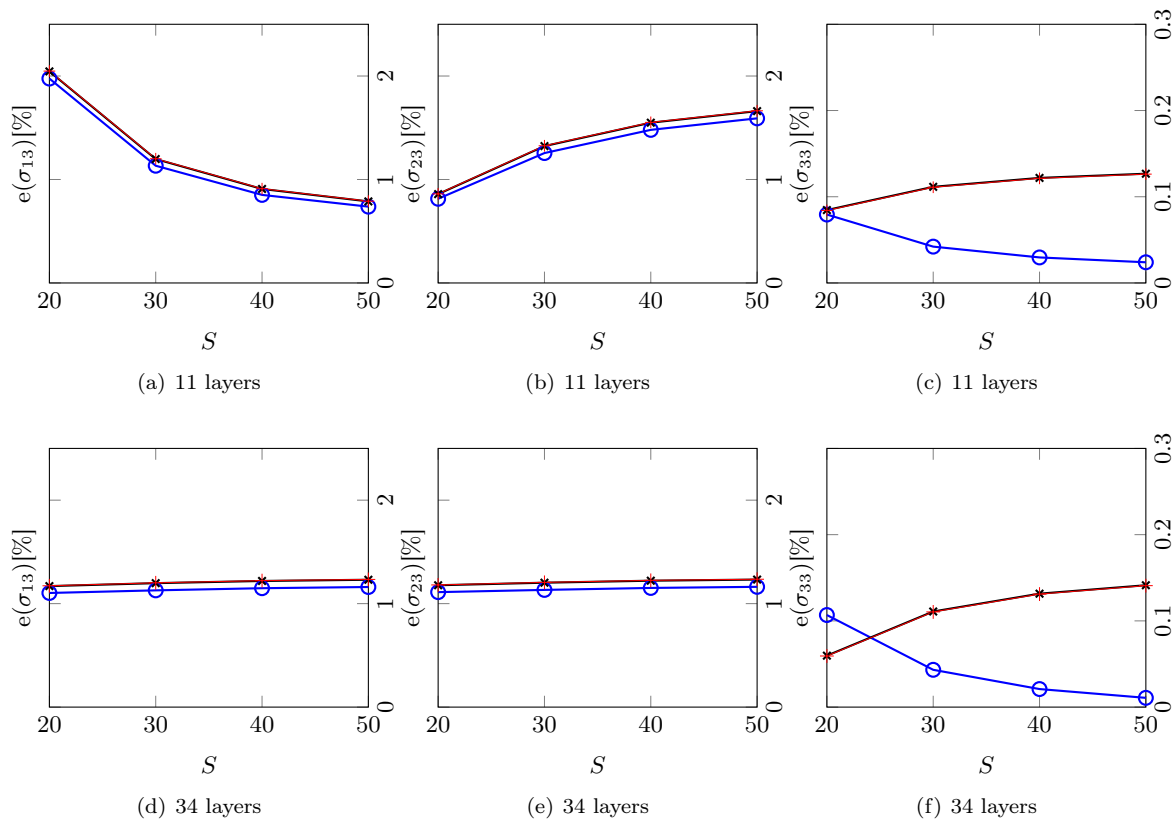 e(σ13)[%]
0
1
2
20
30
40
50
S
(a) 11 layers
e(σ23)[%]
0
1
2
20
30
40
50
S
(b) 11 layers
e(σ33)[%]
0
0.1
0.2
0.3
20
30
40
50
S
(c) 11 layers
e(σ13)[%]
0
1
2
20
30
40
50
S
(d) 34 layers
e(σ23)[%]
0
1
2
20
30
40
50
S
(e) 34 layers
e(σ33)[%]
0
0.1
0.2
0.3
20
30
40
50
S
(f) 34 layers